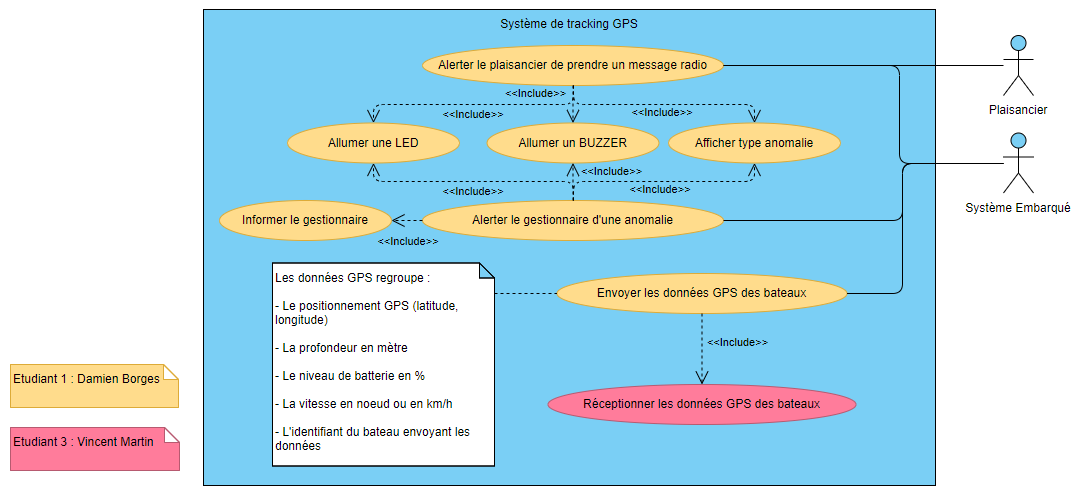 Système de tracking GPS
Alerter le plaisancier de prendre un message radio
<<Include>>
<<Include>>
<<Include>>
Plaisancier
Allumer une LED
Allumer un BUZZER
Afficher type anomalie
<<Include>>
<<Include>>
<<Include>>
Système Embarqué
Informer le gestionnaire
Alerter le gestionnaire d'une anomalie
<<Include>>
Les données GPS regroupe :
- Le positionnement GPS (latitude,
longitude)
- La profondeur en mètre
- Le niveau de batterie en %
- La vitesse en noeud ou en km/h
- L'identifiant du bateau envoyant les
données
Envoyer les données GPS des bateaux
<<Include>>
Réceptionner les données GPS des bateaux
Etudiant 1 : Damien Borges
Etudiant 3 : Vincent Martin